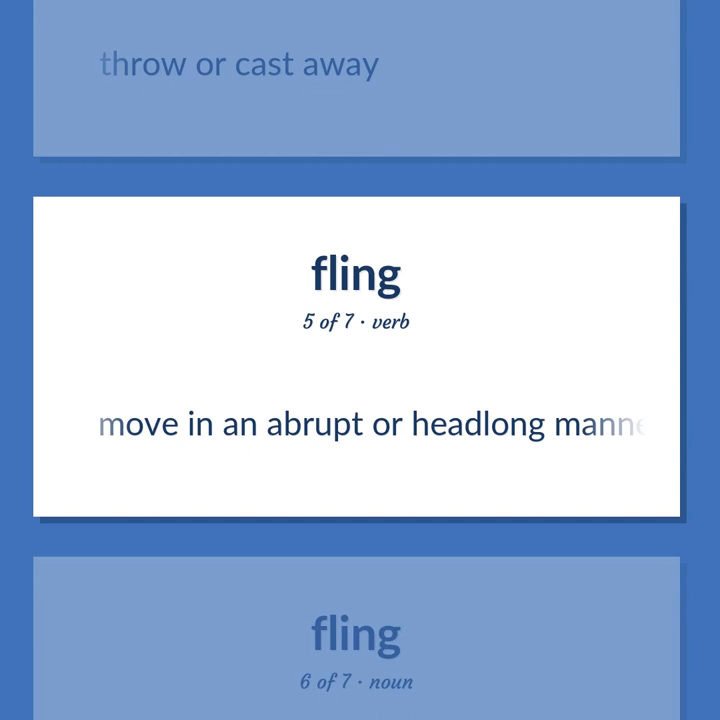 throw or cast away
fling
5 of 7 · verb
move in an abrupt or headlong manne
fling
6 of 7 · noun